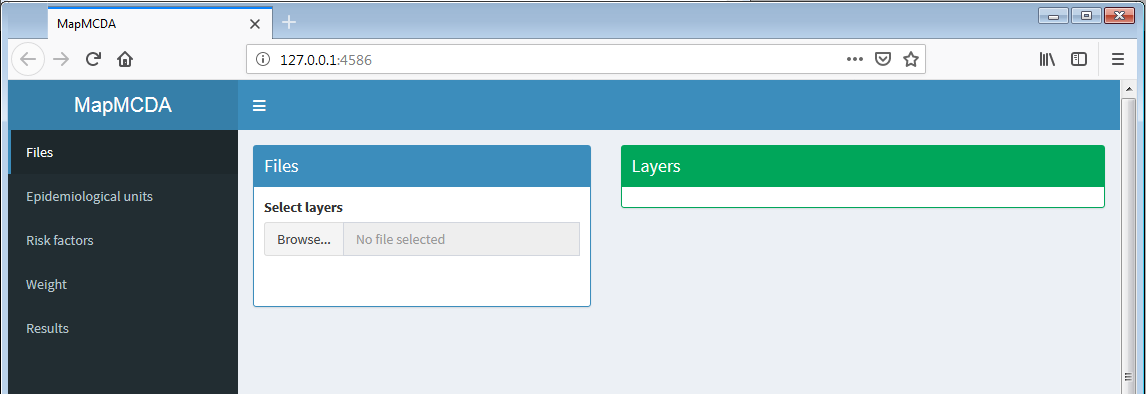 MapMCDA
127.0.0.1:4586
MapMCDA
Files
Epidemiological units
Risk factors
Weight
Results
Files
Select layers
Browse... No file selected
Layers